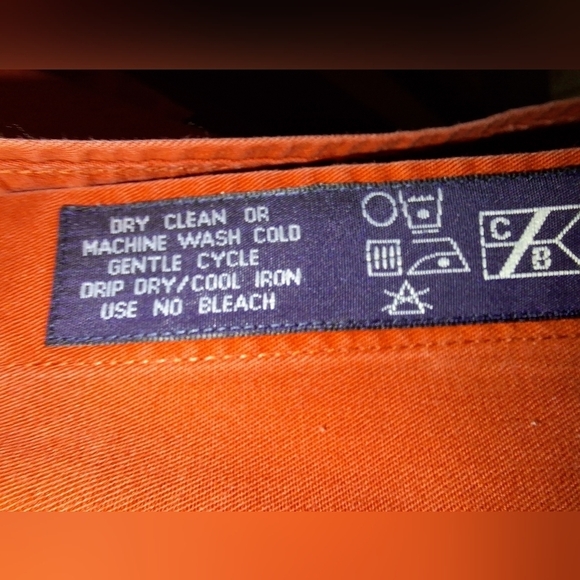 DRY CLEAN OR
MACHINE WASH COLD
GENTLE CYCLE
DRIP DRY/COOL IRON
USE NO BLEACH
C
B